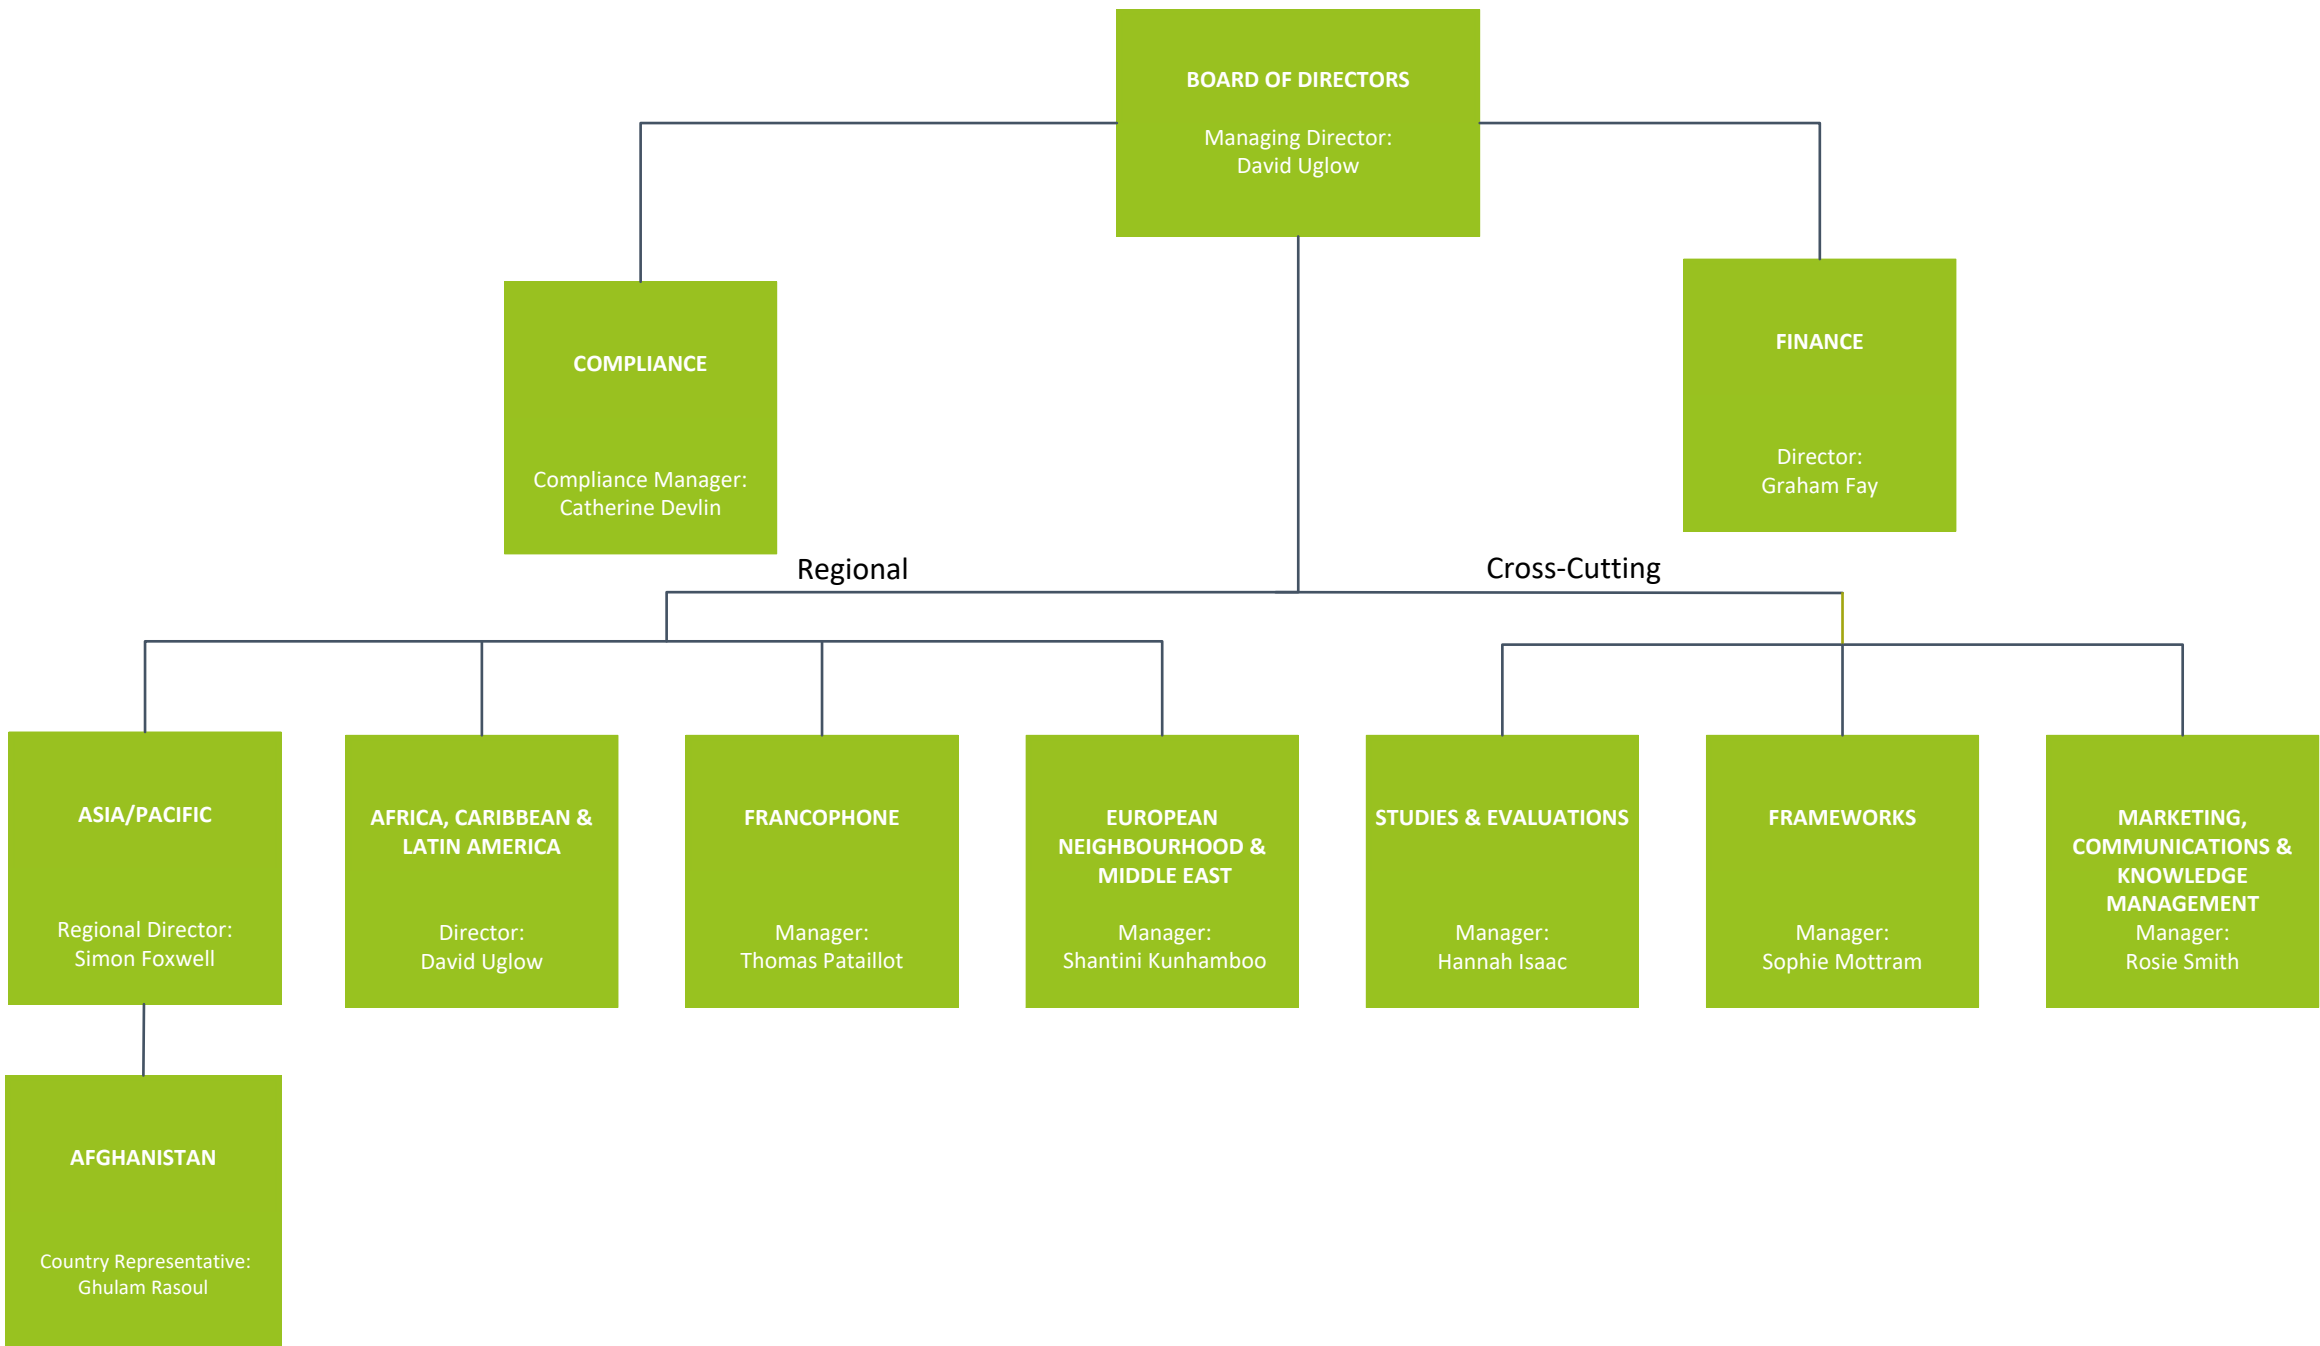 BOARD OF DIRECTORS
Managing Director:
David Uglow
COMPLIANCE
Compliance Manager:
Catherine Devlin
FINANCE
Director:
Graham Fay
Regional
Cross-Cutting
ASIA/PACIFIC
Regional Director:
Simon Foxwell
AFRICA, CARIBBEAN &
LATIN AMERICA
Director:
David Uglow
FRANCOPHONE
Manager:
Thomas Pataillot
EUROPEAN
NEIGHBOURHOOD &
MIDDLE EAST
Manager:
Shantini Kunhamboo
STUDIES & EVALUATIONS
Manager:
Hannah Isaac
FRAMEWORKS
Manager:
Sophie Mottram
MARKETING,
COMMUNICATIONS &
KNOWLEDGE
MANAGEMENT
Manager:
Rosie Smith
AFGHANISTAN
Country Representative:
Ghulam Rasoul